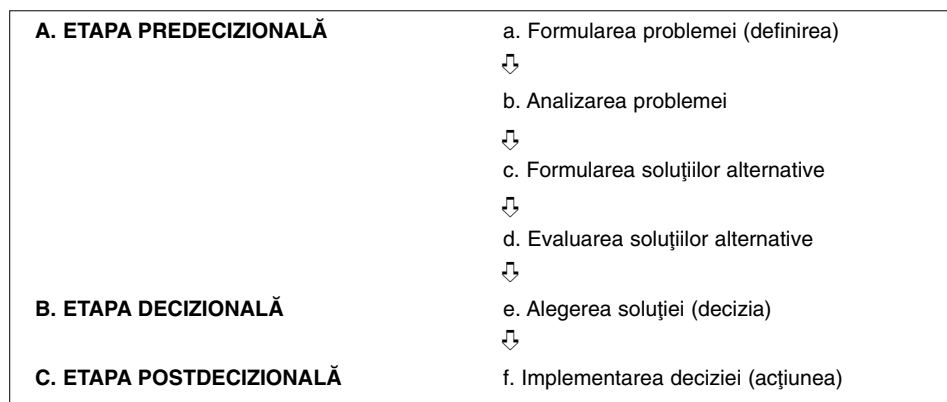 A. ETAPA PREDECIZIONALĂ a. Formularea problemei (definirea)
b. Analizarea problemei
c. Formularea soluţiilor alternative
d. Evaluarea soluţiilor alternative
B. ETAPA DECIZIONALĂ e. Alegerea soluţiei (decizia)
C. ETAPA POSTDECIZIONALĂ f. Implementarea deciziei (acţiunea)